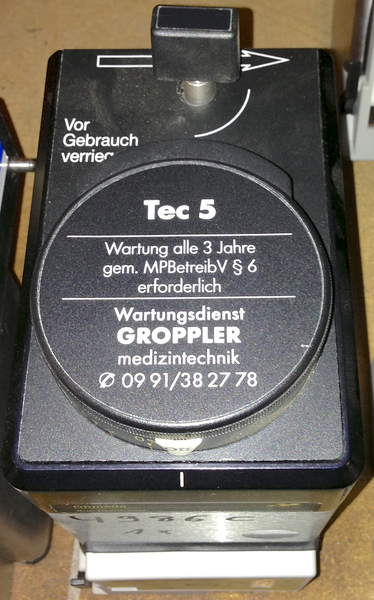 Vor
Gebrauch
verrieg
Tec 5
Wartung alle 3 Jahre
gem. MPBetreibV § 6
erforderlich
Wartungsdienst
GROPPLER
medizintechnik
✆ 09 91/38 27 78